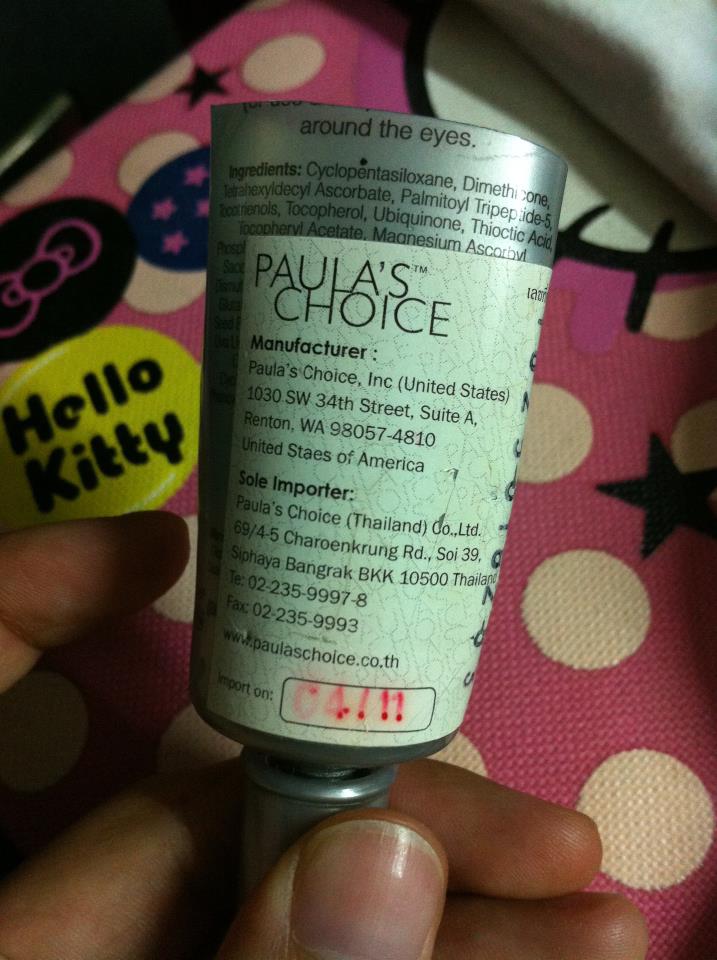 around the eyes.
Ingredients: Cyclopentasiloxane, Dimethicone,
Tetrahexyldecyl Ascorbate, Palmitoyl Tripeptide-5,
Tocotrienols, Tocopherol, Ubiquinone, Thioctic Acid,
Tocopheryl Acetate, Magnesium Ascorbyl
PAULA'S™
CHOICE
Manufacturer :
Paula's Choice, Inc (United States)
1030 SW 34th Street, Suite A,
Renton, WA 98057-4810
United Staes of America
Sole Importer:
Paula's Choice (Thailand) Co.,Ltd.
69/4-5 Charoenkrung Rd., Soi 39,
Siphaya Bangrak BKK 10500 Thailand
Te: 02-235-9997-8
Fax: 02-235-9993
www.paulaschoice.co.th
Import on: 04/11
Hello
Kitty